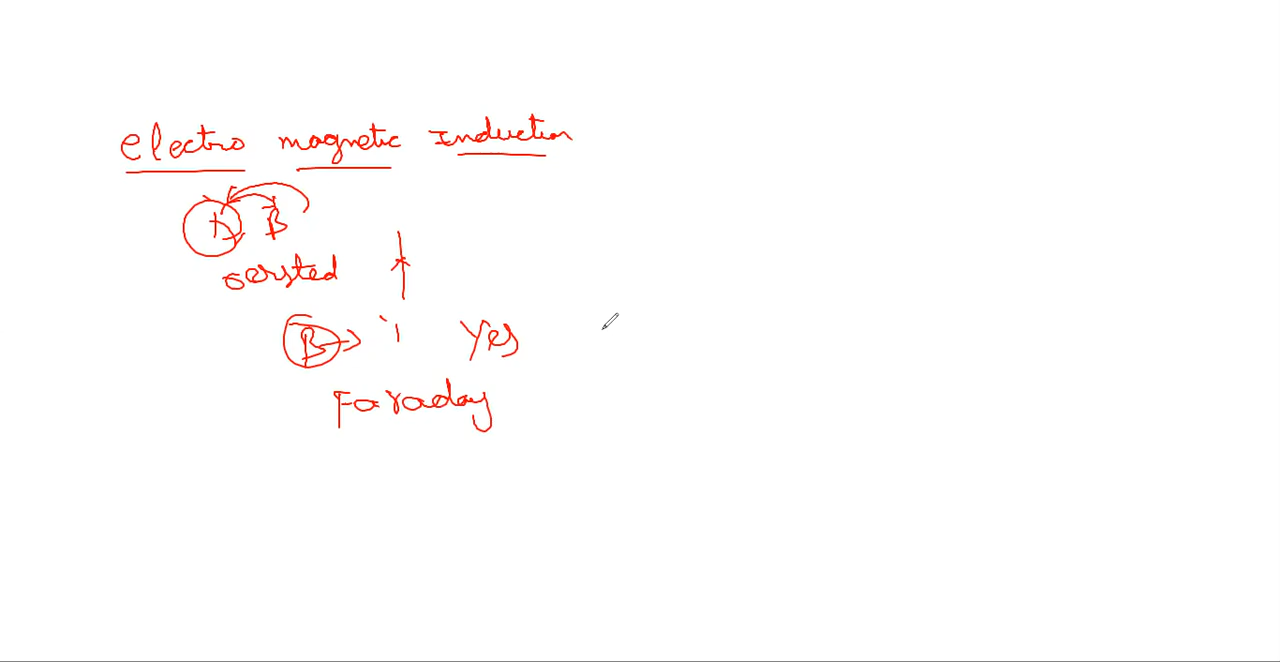 electro magnetic Induction
A B
oersted
B → i yes
Faraday